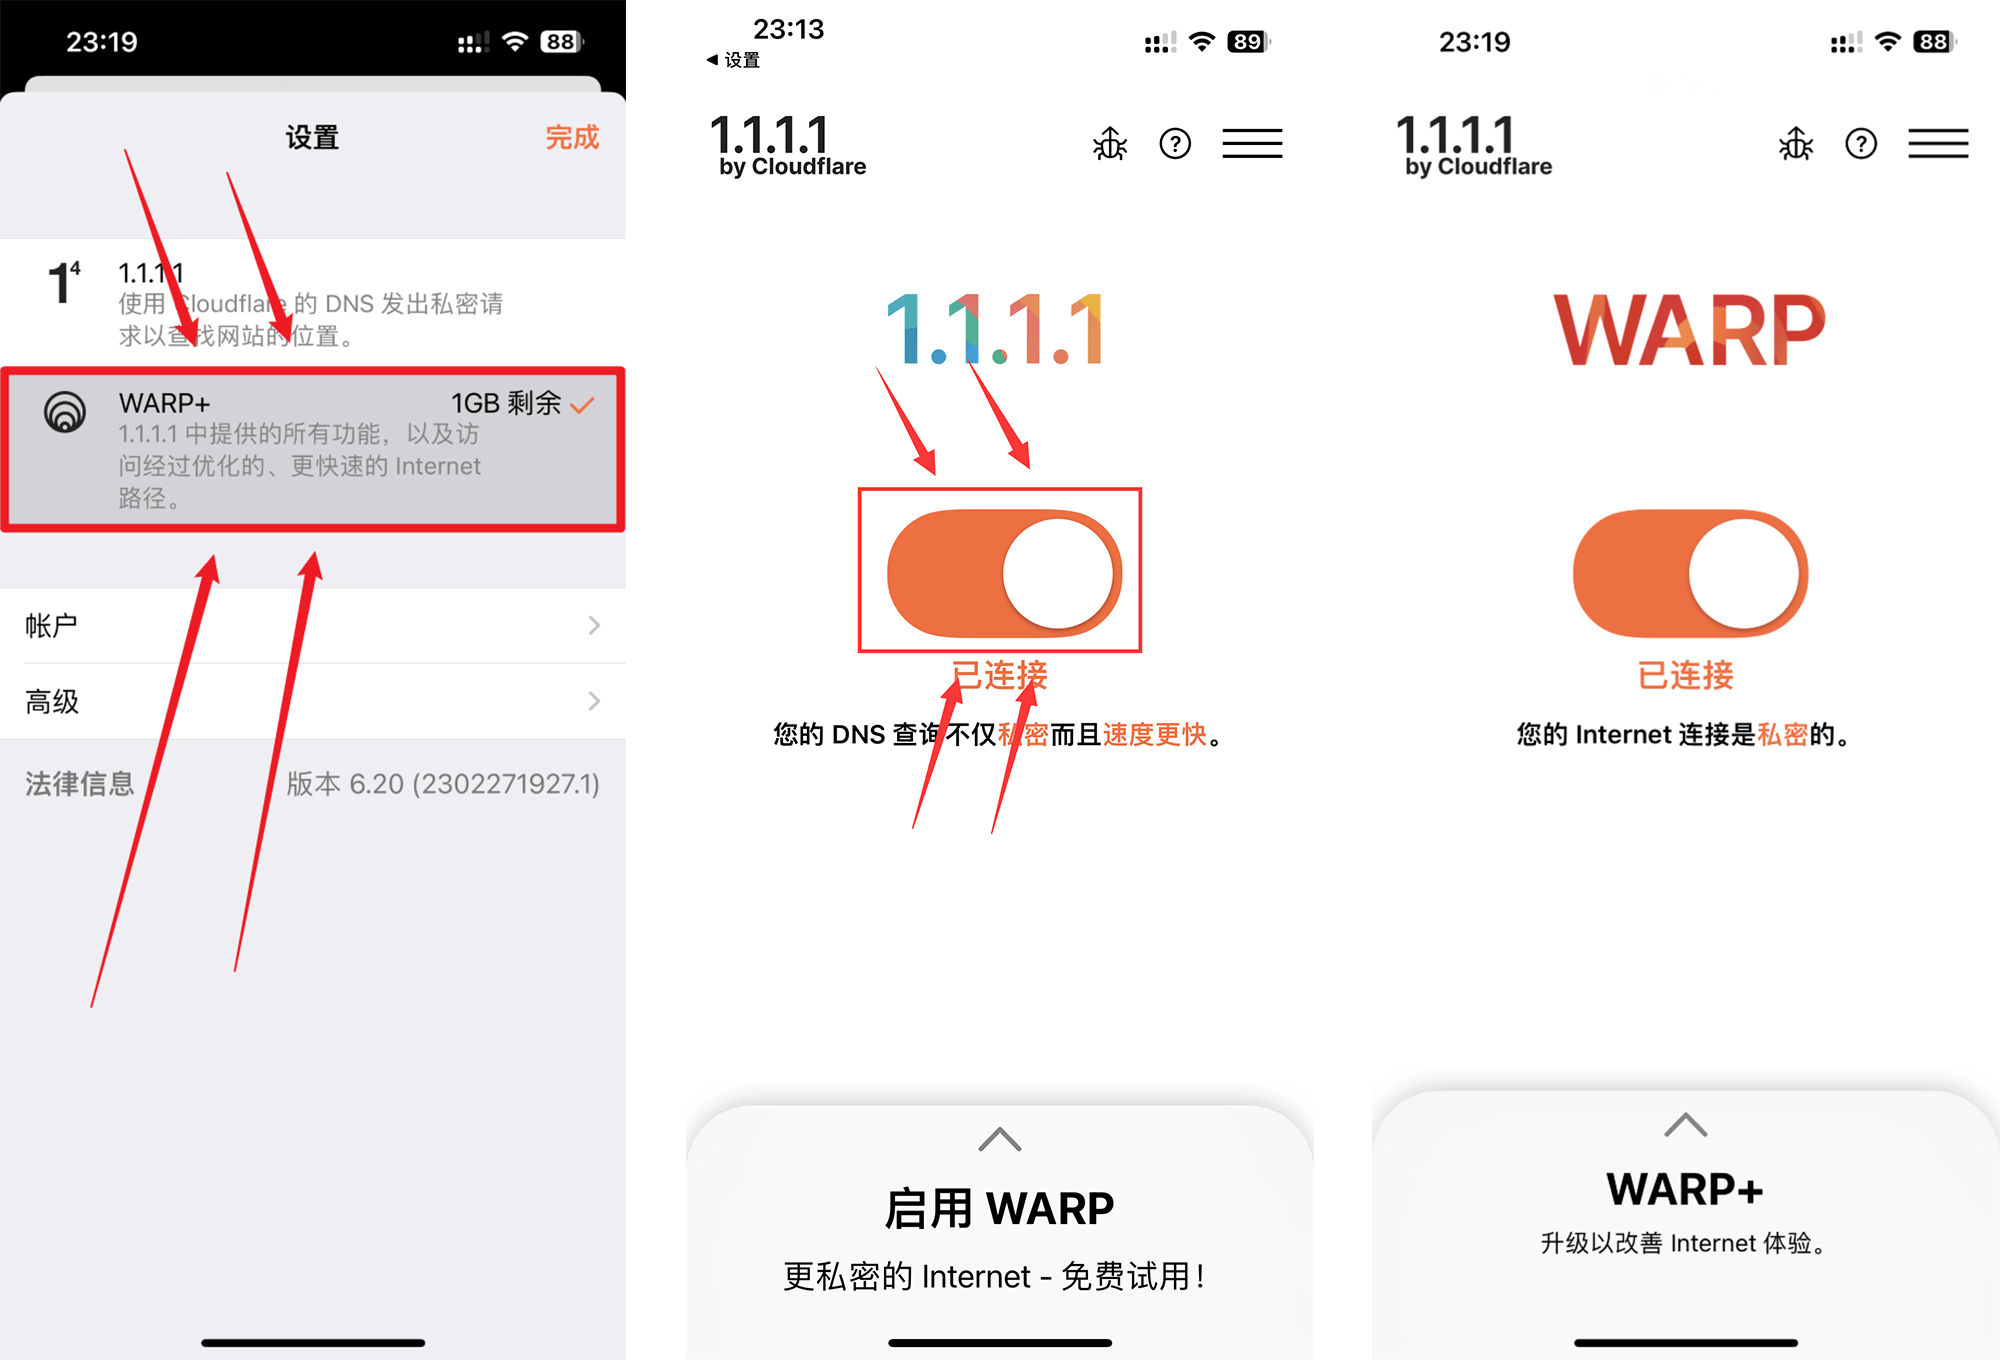 23:19
88
设置
完成
1⁴
1.1.1.1
使用 Cloudflare 的 DNS 发出私密请
求以查找网站的位置。
WARP+
1GB 剩余
1.1.1.1 中提供的所有功能，以及访
问经过优化的、更快速的 Internet
路径。
帐户
高级
法律信息
版本 6.20 (2302271927.1)
23:13
89
设置
1.1.1.1
by Cloudflare
1.1.1.1
已连接
您的 DNS 查询不仅私密而且速度更快。
启用 WARP
更私密的 Internet - 免费试用！
23:19
88
1.1.1.1
by Cloudflare
WARP
已连接
您的 Internet 连接是私密的。
WARP+
升级以改善 Internet 体验。